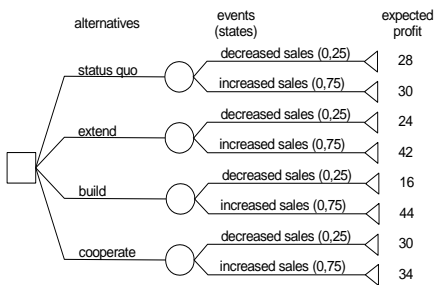 alternatives
events
(states)
expected
profit
status quo
decreased sales (0,25)
28
increased sales (0,75)
30
extend
decreased sales (0,25)
24
increased sales (0,75)
42
build
decreased sales (0,25)
16
increased sales (0,75)
44
cooperate
decreased sales (0,25)
30
increased sales (0,75)
34